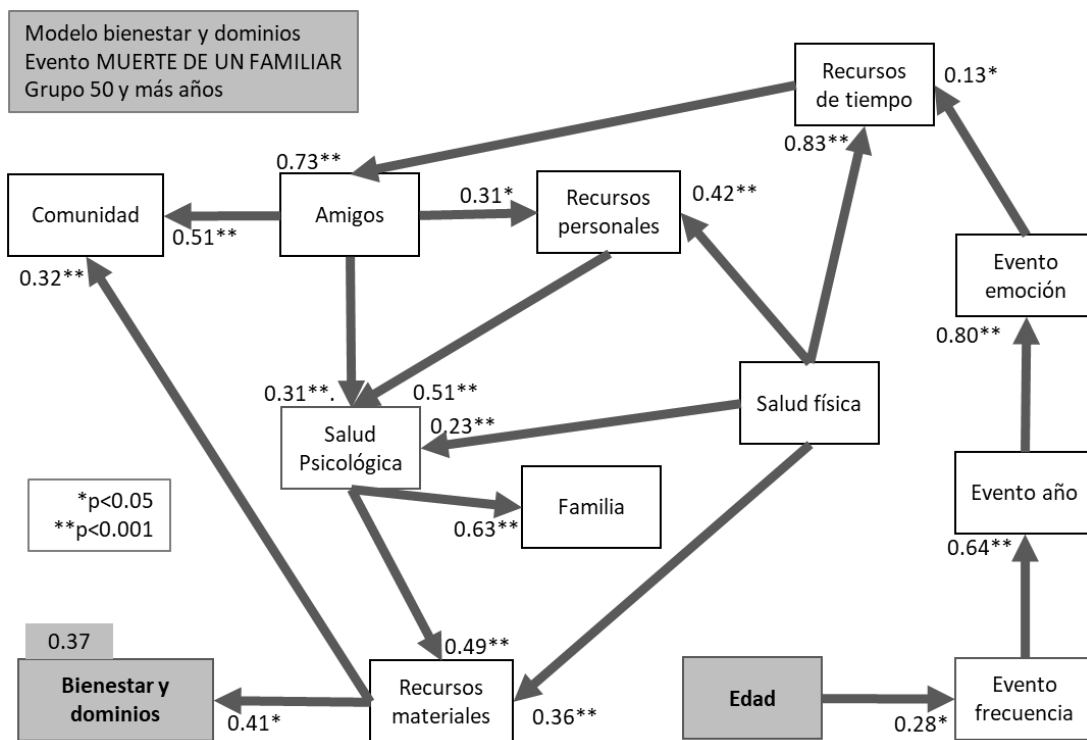 Modelo bienestar y dominios
Evento MUERTE DE UN FAMILIAR
Grupo 50 y más años
Recursos
de tiempo
0.13*
0.83**
0.73**
Comunidad
Amigos
0.31*
Recursos
personales
0.42**
0.51**
0.32**
Evento
emoción
0.80**
0.31**.
0.51**
Salud física
Salud
Psicológica
0.23**
*p<0.05
**p<0.001
Familia
0.63**
Evento año
0.64**
0.37
0.49**
Bienestar y
dominios
0.41*
Recursos
materiales
0.36**
Edad
Evento
frecuencia
0.28*